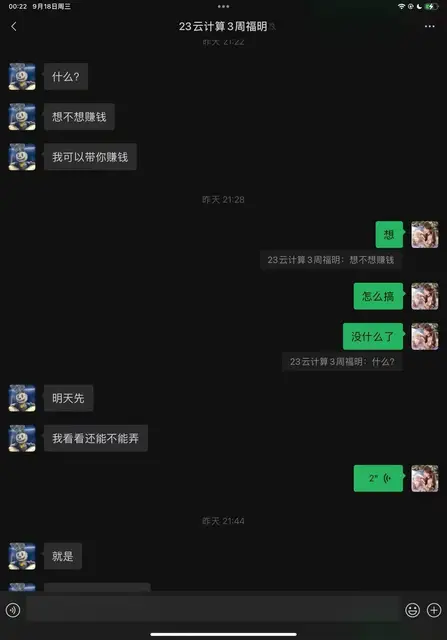 00:22 9月18日周三
23云计算3周福明
昨天 21:22
什么?
想不想赚钱
我可以带你赚钱
昨天 21:28
想
23云计算3周福明：想不想赚钱
怎么搞
没什么了
23云计算3周福明：什么?
明天先
我看看还能不能弄
2"
昨天 21:44
就是